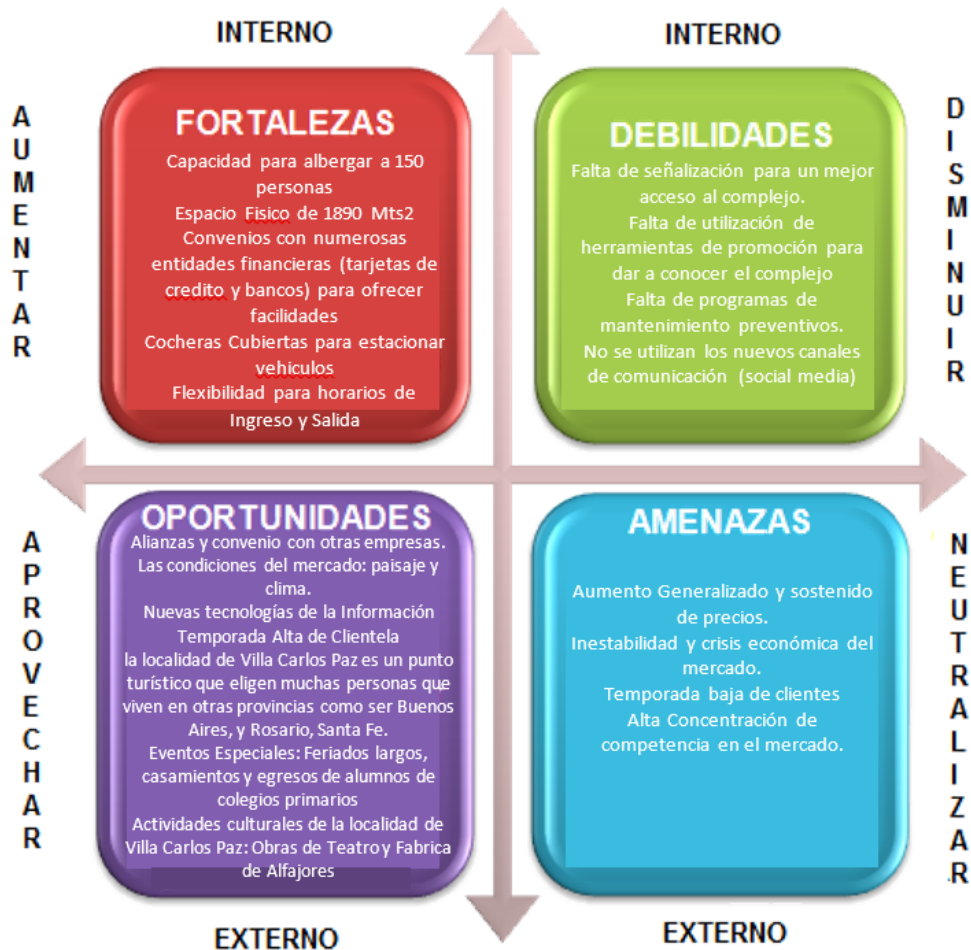 INTERNO
INTERNO
AUMENTAR
FORTALEZAS
Capacidad para albergar a 150
personas
Espacio Fisico de 1890 Mts2
Convenios con numerosas
entidades financieras (tarjetas de
credito y bancos) para ofrecer
facilidades
Cocheras Cubiertas para estacionar
vehiculos
Flexibilidad para horarios de
Ingreso y Salida
DEBILIDADES
Falta de señalización para un mejor
acceso al complejo.
Falta de utilización de
herramientas de promoción para
dar a conocer el complejo
Falta de programas de
mantenimiento preventivos.
No se utilizan los nuevos canales
de comunicación (social media)
DISMINUIR
APROVECHAR
OPORTUNIDADES
Alianzas y convenio con otras empresas.
Las condiciones del mercado: paisaje y
clima.
Nuevas tecnologías de la Información
Temporada Alta de Clientela
la localidad de Villa Carlos Paz es un punto
turístico que eligen muchas personas que
viven en otras provincias como ser Buenos
Aires, y Rosario, Santa Fe.
Eventos Especiales: Feriados largos,
casamientos y egresos de alumnos de
colegios primarios
Actividades culturales de la localidad de
Villa Carlos Paz: Obras de Teatro y Fabrica
de Alfajores
AMENAZAS
Aumento Generalizado y sostenido
de precios.
Inestabilidad y crisis económica del
mercado.
Temporada baja de clientes
Alta Concentración de
competencia en el mercado.
NEUTRALIZAR
EXTERNO
EXTERNO